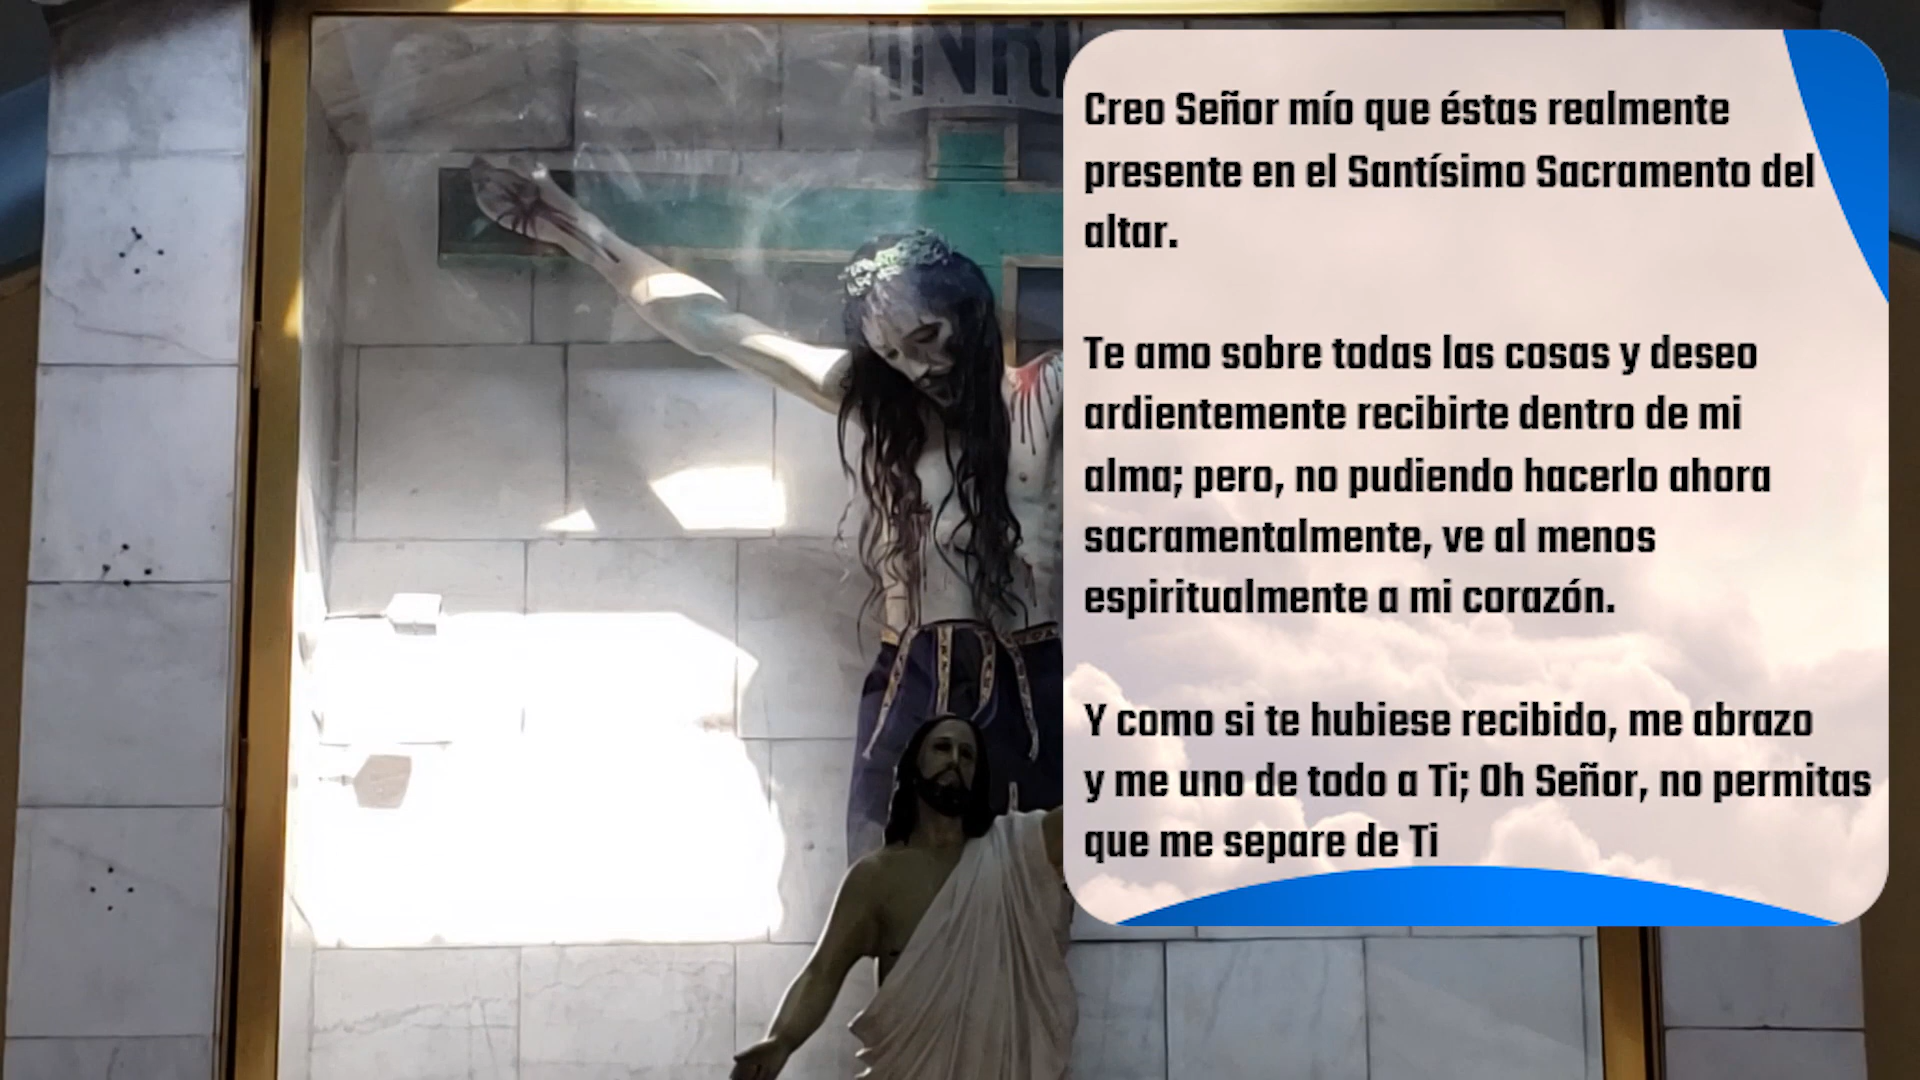 INRI
Creo Señor mío que éstas realmente
presente en el Santísimo Sacramento del
altar.
Te amo sobre todas las cosas y deseo
ardientemente recibirte dentro de mi
alma; pero, no pudiendo hacerlo ahora
sacramentalmente, ve al menos
espiritualmente a mi corazón.
Y como si te hubiese recibido, me abrazo
y me uno de todo a Ti; Oh Señor, no permitas
que me separe de Ti